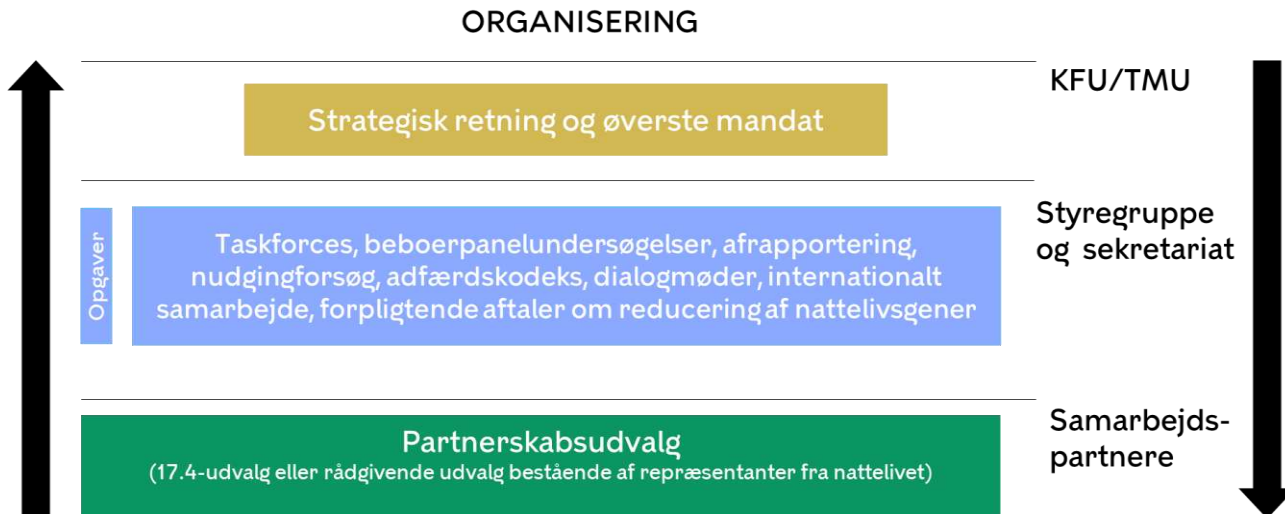 ORGANISERING
KFU/TMU
Strategisk retning og øverste mandat
Styregruppe
og sekretariat
Opgaver
Taskforces, beboerpanelundersøgelser, afrapportering,
nudgingforsøg, adfærdskodeks, dialogmøder, internationalt
samarbejde, forpligtende aftaler om reducering af nattelivsgener
Samarbejds-
partnere
Partnerskabsudvalg
(17.4-udvalg eller rådgivende udvalg bestående af repræsentanter fra nattelivet)